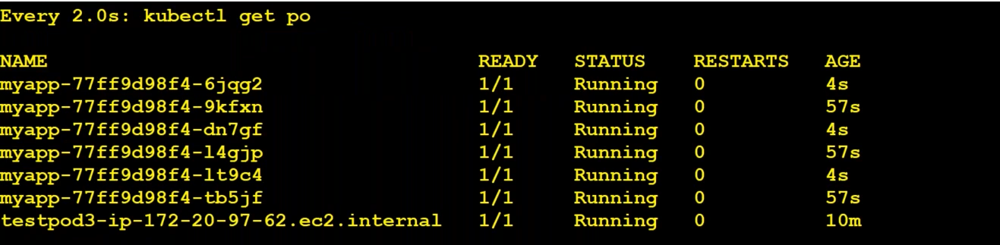 Every 2.0s: kubectl get po
NAME READY STATUS RESTARTS AGE
myapp-77ff9d98f4-6jqg2 1/1 Running 0 4s
myapp-77ff9d98f4-9kfxn 1/1 Running 0 57s
myapp-77ff9d98f4-dn7gf 1/1 Running 0 4s
myapp-77ff9d98f4-l4gjp 1/1 Running 0 57s
myapp-77ff9d98f4-lt9c4 1/1 Running 0 4s
myapp-77ff9d98f4-tb5jf 1/1 Running 0 57s
testpod3-ip-172-20-97-62.ec2.internal 1/1 Running 0 10m